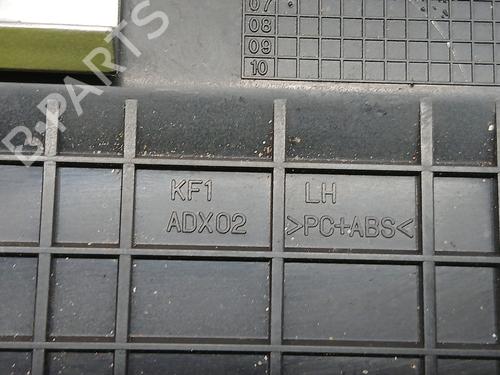 07
08
09
10
KF1
ADX02
LH
>PC+ABS<
B-PARTS